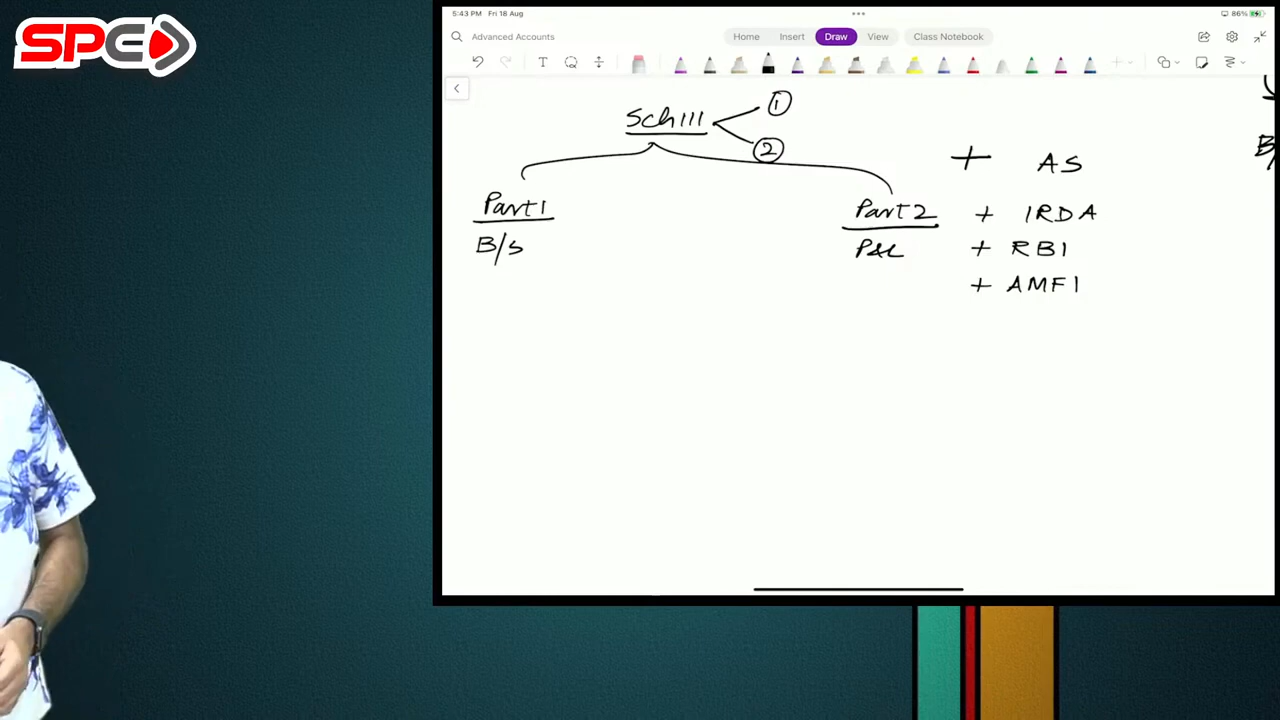 SPE
5:43 PM Fri 18 Aug
86%
Advanced Accounts
Home Insert Draw View Class Notebook
T
Sch III
1
2
+ AS
Part 1
Part 2 + IRDA
B/S
P&L + RBI
+ AMFI